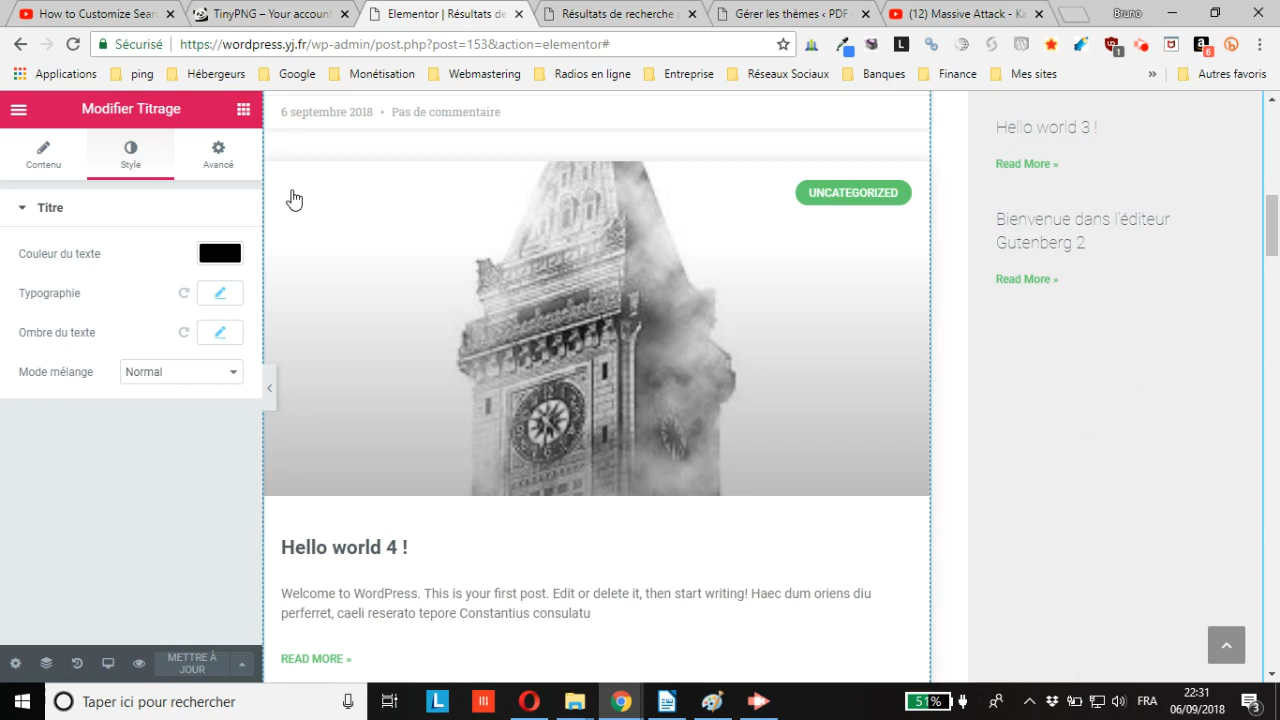 How to Customize Sear
TinyPNG – Your account
Elementor | Résultats de
Résultats de recherche
Gérer les thèmes ‹ PDF
(12) Massive Attack - Ka
Bruno
Sécurisé
https://wordpress.yj.fr/wp-admin/post.php?post=153&action=elementor#
Applications
ping
Hébergeurs
Google
Monétisation
Webmastering
Radios en ligne
Entreprise
Réseaux Sociaux
Banques
Finance
Mes sites
»
Autres favoris
Modifier Titrage
Contenu
Style
Avancé
Titre
Couleur du texte
Typographie
Ombre du texte
Mode mélange
Normal
METTRE À
JOUR
6 septembre 2018 • Pas de commentaire
UNCATEGORIZED
Hello world 4 !
Welcome to WordPress. This is your first post. Edit or delete it, then start writing! Haec dum oriens diu
perferret, caeli reserato tepore Constantius consulatu
READ MORE »
Hello world 3 !
Read More »
Bienvenue dans l'éditeur
Gutenberg 2
Read More »
Taper ici pour rechercher
51%
FRA
22:31
06/09/2018
3